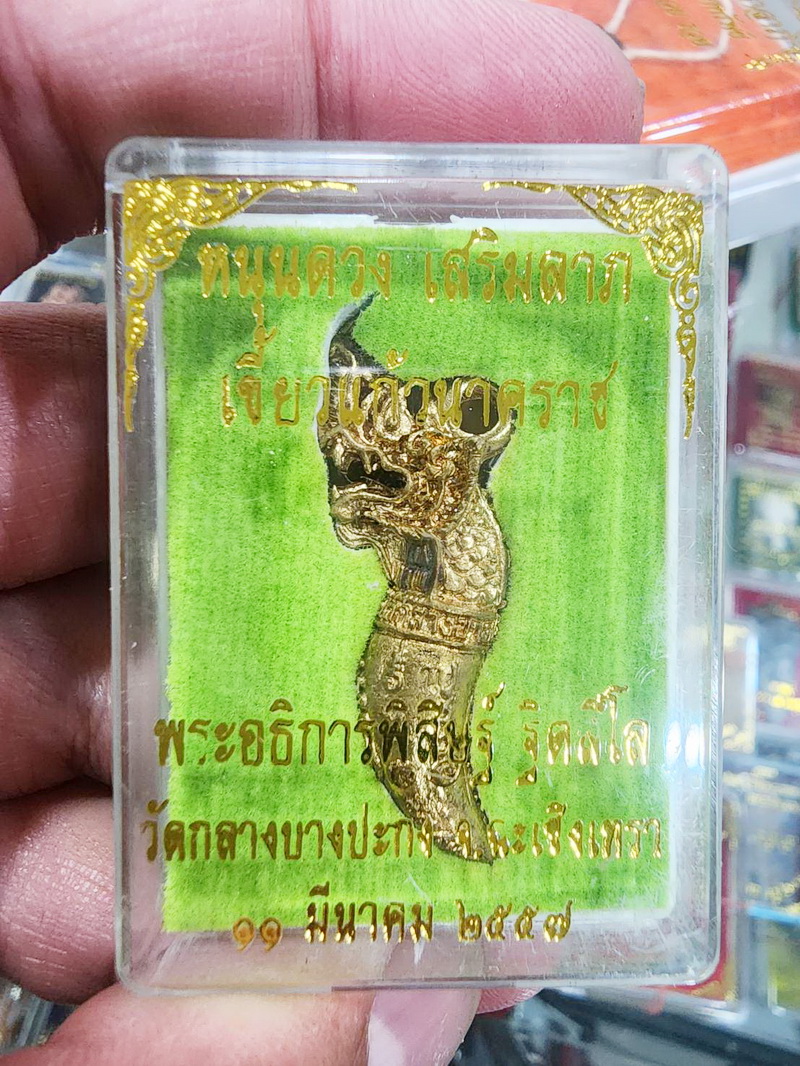 หนุนดวง เสริมลาภ
เขี้ยวแก้วนาคราช
พระอธิการพิสิษฐ์ ฐิตสีโล
วัดกลางบางปะกง จ.ฉะเชิงเทรา
๑๑ มีนาคม ๒๕๕๗